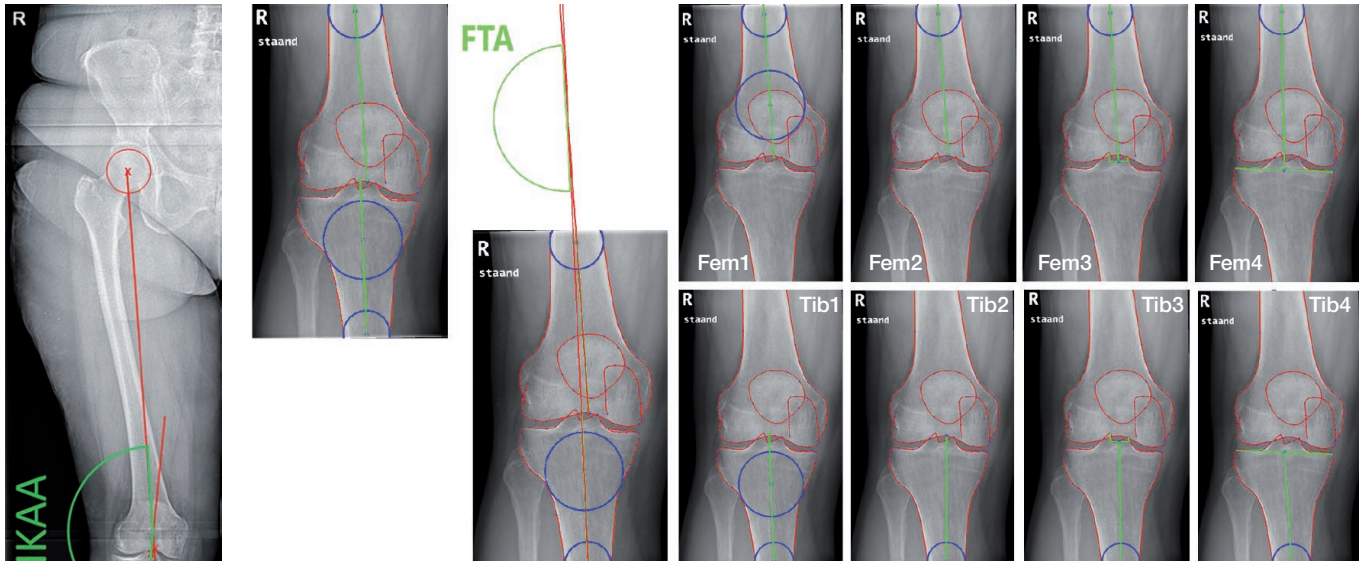 R
IKAA
R
staand
FTA
R
staand
R
staand
Fem1
R
staand
Fem2
R
staand
Fem3
R
staand
Fem4
R
staand
Tib1
R
staand
Tib2
R
staand
Tib3
R
staand
Tib4